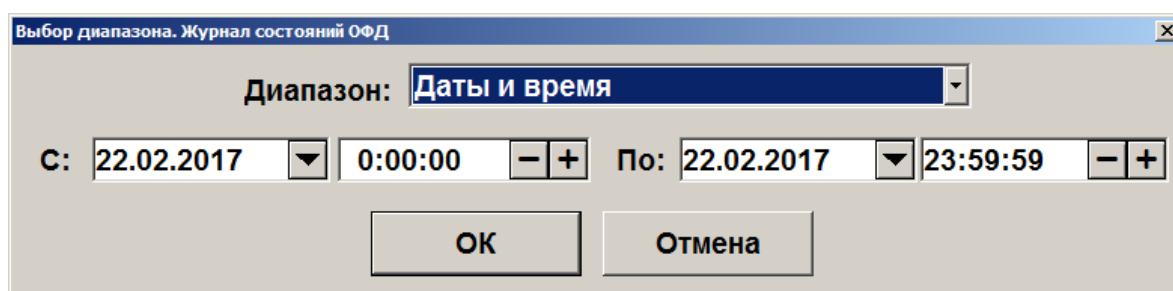 Выбор диапазона. Журнал состояний ОФД
Диапазон: Даты и время
С: 22.02.2017 0:00:00 − + По: 22.02.2017 23:59:59 − +
ОК Отмена